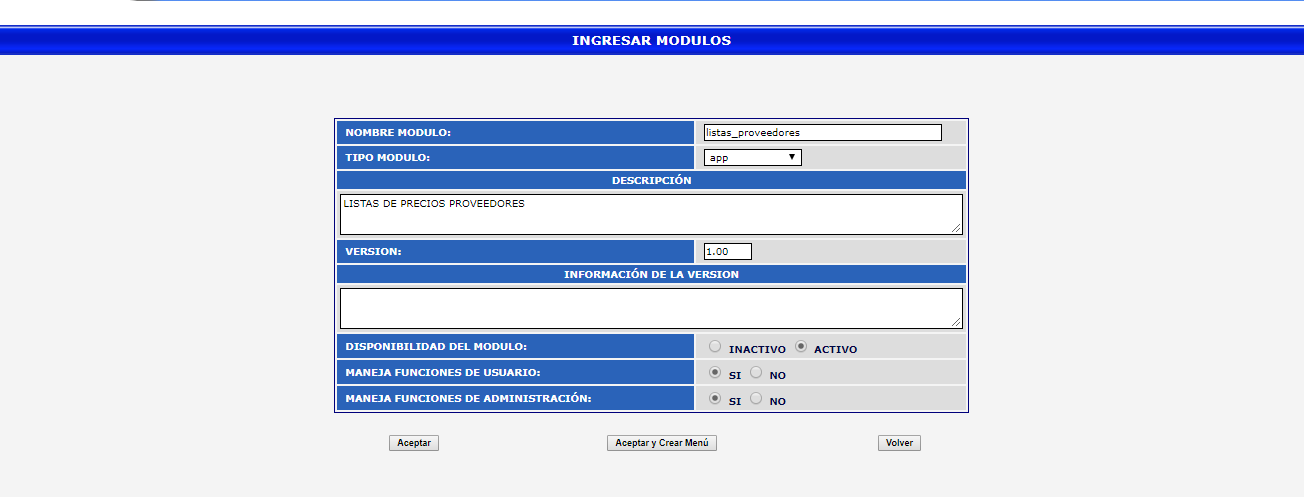 INGRESAR MODULOS
NOMBRE MODULO: listas_proveedores
TIPO MODULO: app
DESCRIPCIÓN
LISTAS DE PRECIOS PROVEEDORES
VERSION: 1.00
INFORMACIÓN DE LA VERSION
DISPONIBILIDAD DEL MODULO: INACTIVO ACTIVO
MANEJA FUNCIONES DE USUARIO: SI NO
MANEJA FUNCIONES DE ADMINISTRACIÓN: SI NO
Aceptar Aceptar y Crear Menú Volver